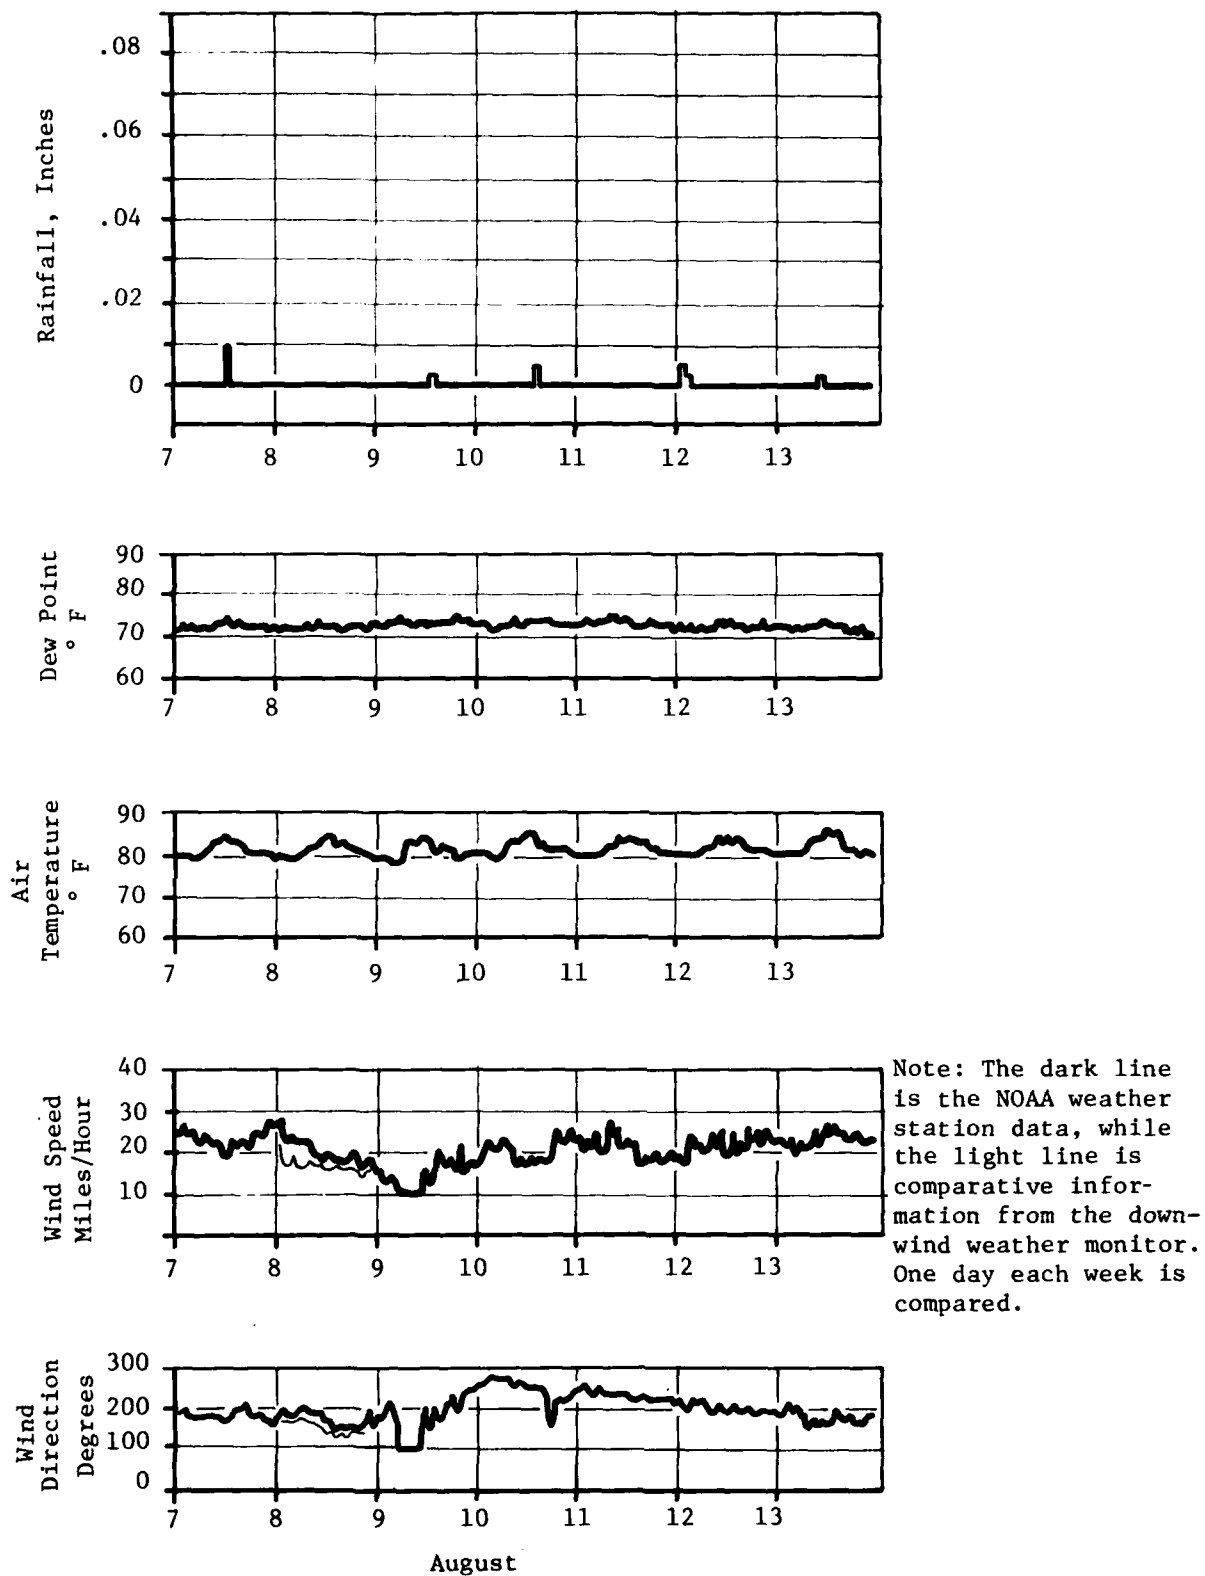 Rainfall, Inches
.08
.06
.04
.02
0
7 8 9 10 11 12 13
Dew Point
° F
90
80
70
60
7 8 9 10 11 12 13
Air
Temperature
° F
90
80
70
60
7 8 9 10 11 12 13
Wind Speed
Miles/Hour
40
30
20
10
7 8 9 10 11 12 13
Note: The dark line
is the NOAA weather
station data, while
the light line is
comparative infor-
mation from the down-
wind weather monitor.
One day each week is
compared.
Wind
Direction
Degrees
300
200
100
0
7 8 9 10 11 12 13
August